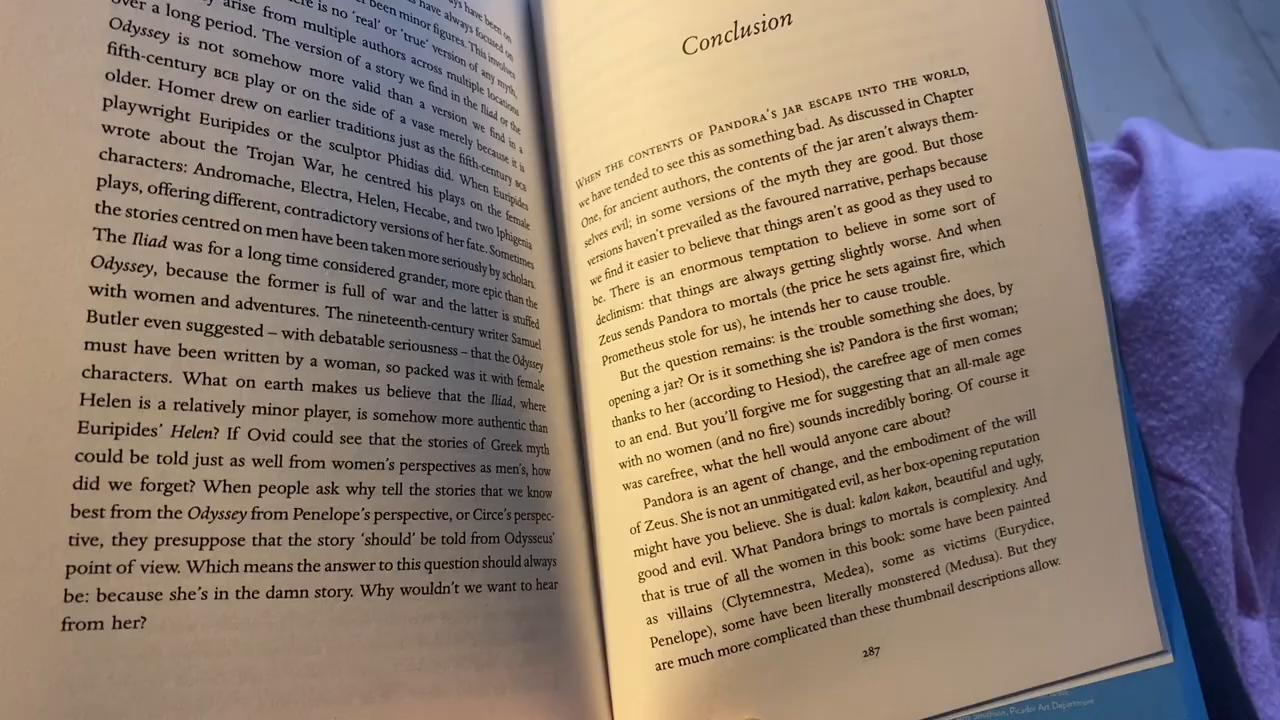 ays have been on
have always focused on
been minor figures. This involves
ere is no 'real' or 'true' version of any myth,
arise from multiple authors across multiple locations
over a long period. The version of a story we find in the Iliad or the
Odyssey is not somehow more valid than a version we find in a
fifth-century BCE play or on the side of a vase merely because it is
older. Homer drew on earlier traditions just as the fifth-century BCE
playwright Euripides or the sculptor Phidias did. When Euripides
wrote about the Trojan War, he centred his plays on the female
characters: Andromache, Electra, Helen, Hecabe, and two Iphigenia
plays, offering different, contradictory versions of her fate. Sometimes
the stories centred on men have been taken more seriously by scholars.
The Iliad was for a long time considered grander, more epic than the
Odyssey, because the former is full of war and the latter is stuffed
with women and adventures. The nineteenth-century writer Samuel
Butler even suggested – with debatable seriousness – that the Odyssey
must have been written by a woman, so packed was it with female
characters. What on earth makes us believe that the Iliad, where
Helen is a relatively minor player, is somehow more authentic than
Euripides' Helen? If Ovid could see that the stories of Greek myth
could be told just as well from women's perspectives as men's, how
did we forget? When people ask why tell the stories that we know
best from the Odyssey from Penelope's perspective, or Circe's perspec-
tive, they presuppose that the story 'should' be told from Odysseus'
point of view. Which means the answer to this question should always
be: because she's in the damn story. Why wouldn't we want to hear
from her?
Conclusion
WHEN THE CONTENTS OF PANDORA'S JAR ESCAPE INTO THE WORLD,
we have tended to see this as something bad. As discussed in Chapter
One, for ancient authors, the contents of the jar aren't always them-
selves evil; in some versions of the myth they are good. But those
versions haven't prevailed as the favoured narrative, perhaps because
we find it easier to believe that things aren't as good as they used to
be. There is an enormous temptation to believe in some sort of
declinism: that things are always getting slightly worse. And when
Zeus sends Pandora to mortals (the price he sets against fire, which
Prometheus stole for us), he intends her to cause trouble.
But the question remains: is the trouble something she does, by
opening a jar? Or is it something she is? Pandora is the first woman;
thanks to her (according to Hesiod), the carefree age of men comes
to an end. But you'll forgive me for suggesting that an all-male age
with no women (and no fire) sounds incredibly boring. Of course it
was carefree, what the hell would anyone care about?
Pandora is an agent of change, and the embodiment of the will
of Zeus. She is not an unmitigated evil, as her box-opening reputation
might have you believe. She is dual: kalon kakon, beautiful and ugly,
good and evil. What Pandora brings to mortals is complexity. And
that is true of all the women in this book: some have been painted
as villains (Clytemnestra, Medea), some as victims (Eurydice,
Penelope), some have been literally monstered (Medusa). But they
are much more complicated than these thumbnail descriptions allow.
287
Picador Art Department